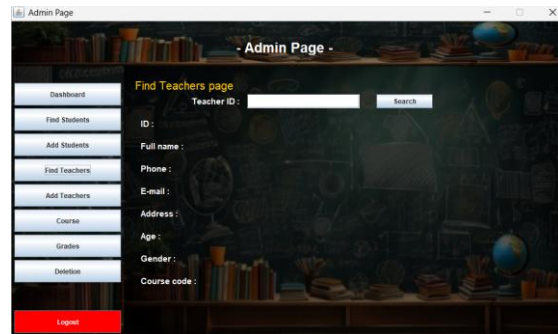 Admin Page
- Admin Page -
Dashboard
Find Students
Add Students
Find Teachers
Add Teachers
Course
Grades
Deletion
Logout
Find Teachers page
Teacher ID :
Search
ID :
Full name :
Phone :
E-mail :
Address :
Age :
Gender :
Course code :